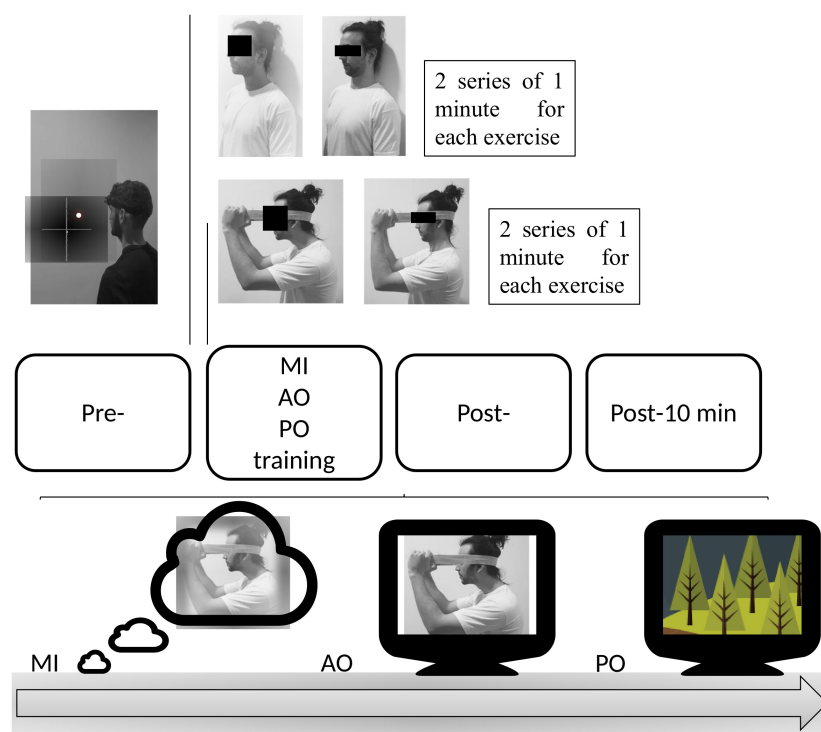 2 series of 1
minute for
each exercise
2 series of 1
minute for
each exercise
Pre-
MI
AO
PO
training
Post-
Post-10 min
MI
AO
PO